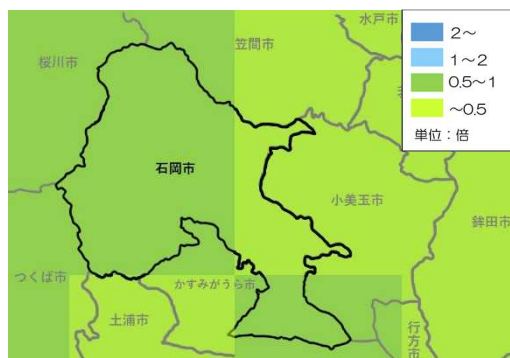 水戸市
笠間市
桜川市
2～
1～2
0.5～1
～0.5
単位：倍
石岡市
小美玉市
鉾田市
つくば市
かすみがうら市
土浦市
行方市